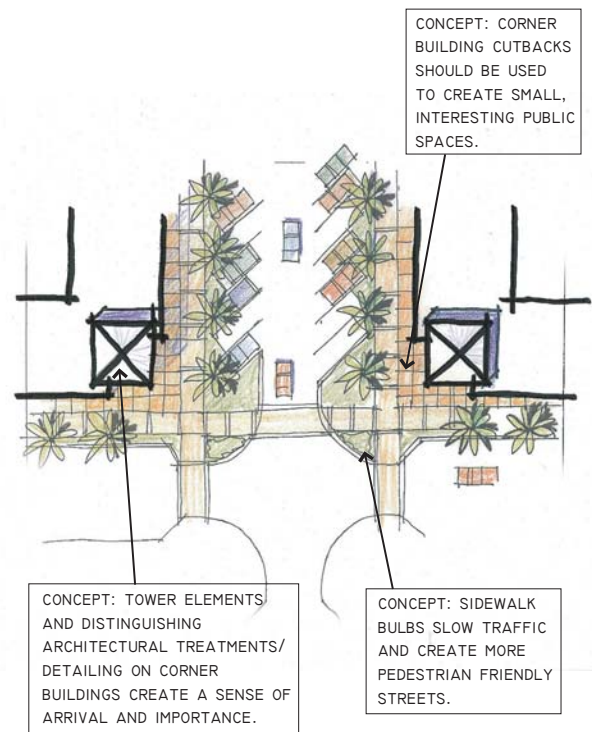 CONCEPT: CORNER
BUILDING CUTBACKS
SHOULD BE USED
TO CREATE SMALL,
INTERESTING PUBLIC
SPACES.
CONCEPT: TOWER ELEMENTS
AND DISTINGUISHING
ARCHITECTURAL TREATMENTS/
DETAILING ON CORNER
BUILDINGS CREATE A SENSE OF
ARRIVAL AND IMPORTANCE.
CONCEPT: SIDEWALK
BULBS SLOW TRAFFIC
AND CREATE MORE
PEDESTRIAN FRIENDLY
STREETS.